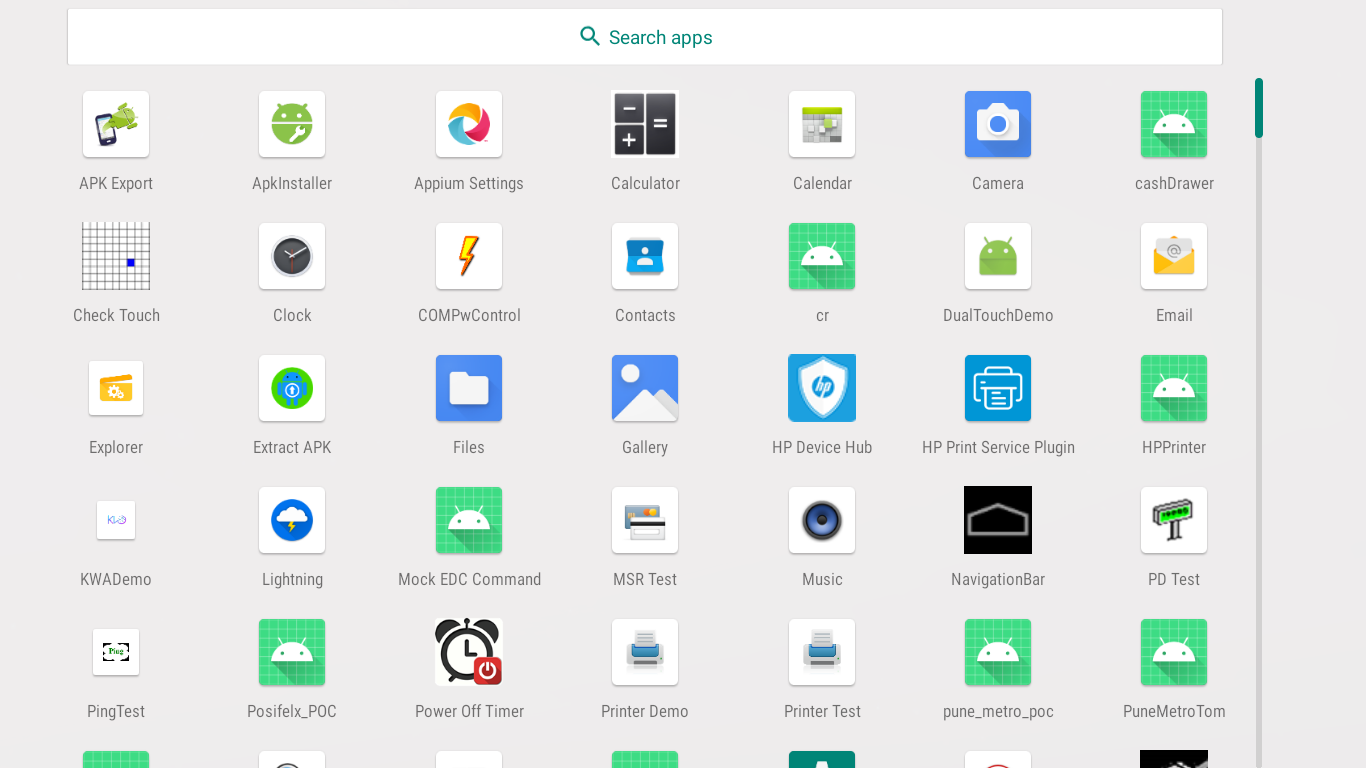 Search apps
APK Export
ApkInstaller
Appium Settings
Calculator
Calendar
Camera
cashDrawer
Check Touch
Clock
COMPwControl
Contacts
cr
DualTouchDemo
Email
Explorer
Extract APK
Files
Gallery
hp
HP Device Hub
HP Print Service Plugin
HPPrinter
KWADemo
Lightning
Mock EDC Command
MSR Test
Music
NavigationBar
PD Test
Ping
PingTest
Posifelx_POC
Power Off Timer
Printer Demo
Printer Test
pune_metro_poc
PuneMetroTom